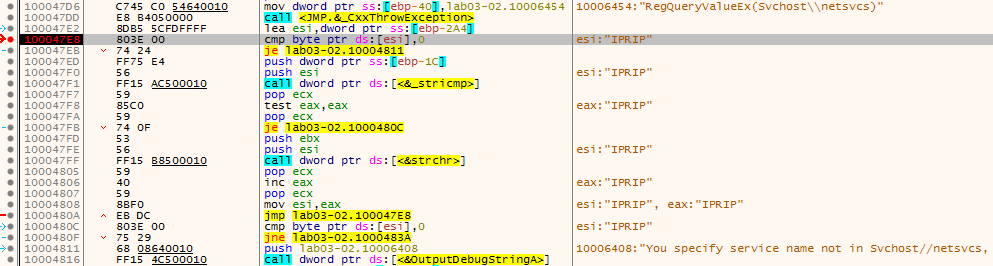 100047D6 C745 C0 54640010 mov dword ptr ss:[ebp-40],lab03-02.10006454 10006454:"RegQueryValueEx(Svchost\\netsvcs)"
100047DD E8 B4050000 call <JMP.&_CxxThrowException>
100047E2 8DB5 5CFDFFFF lea esi,dword ptr ss:[ebp-2A4]
100047E8 803E 00 cmp byte ptr ds:[esi],0 esi:"IPRIP"
100047EB 74 24 je lab03-02.10004811
100047ED FF75 E4 push dword ptr ss:[ebp-1C]
100047F0 56 push esi esi:"IPRIP"
100047F1 FF15 AC500010 call dword ptr ds:[<&_stricmp>]
100047F7 59 pop ecx
100047F8 85C0 test eax,eax eax:"IPRIP"
100047FA 59 pop ecx
100047FB 74 0F je lab03-02.1000480C
100047FD 53 push ebx
100047FE 56 push esi esi:"IPRIP"
100047FF FF15 B8500010 call dword ptr ds:[<&strchr>]
10004805 59 pop ecx
10004806 40 inc eax eax:"IPRIP"
10004807 59 pop ecx
10004808 8BF0 mov esi,eax esi:"IPRIP", eax:"IPRIP"
1000480A EB DC jmp lab03-02.100047E8
1000480C 803E 00 cmp byte ptr ds:[esi],0 esi:"IPRIP"
1000480F 75 29 jne lab03-02.1000483A
10004811 68 08640010 push lab03-02.10006408 10006408:"You specify service name not in Svchost//netsvcs,
10004816 FF15 4C500010 call dword ptr ds:[<&OutputDebugStringA>]